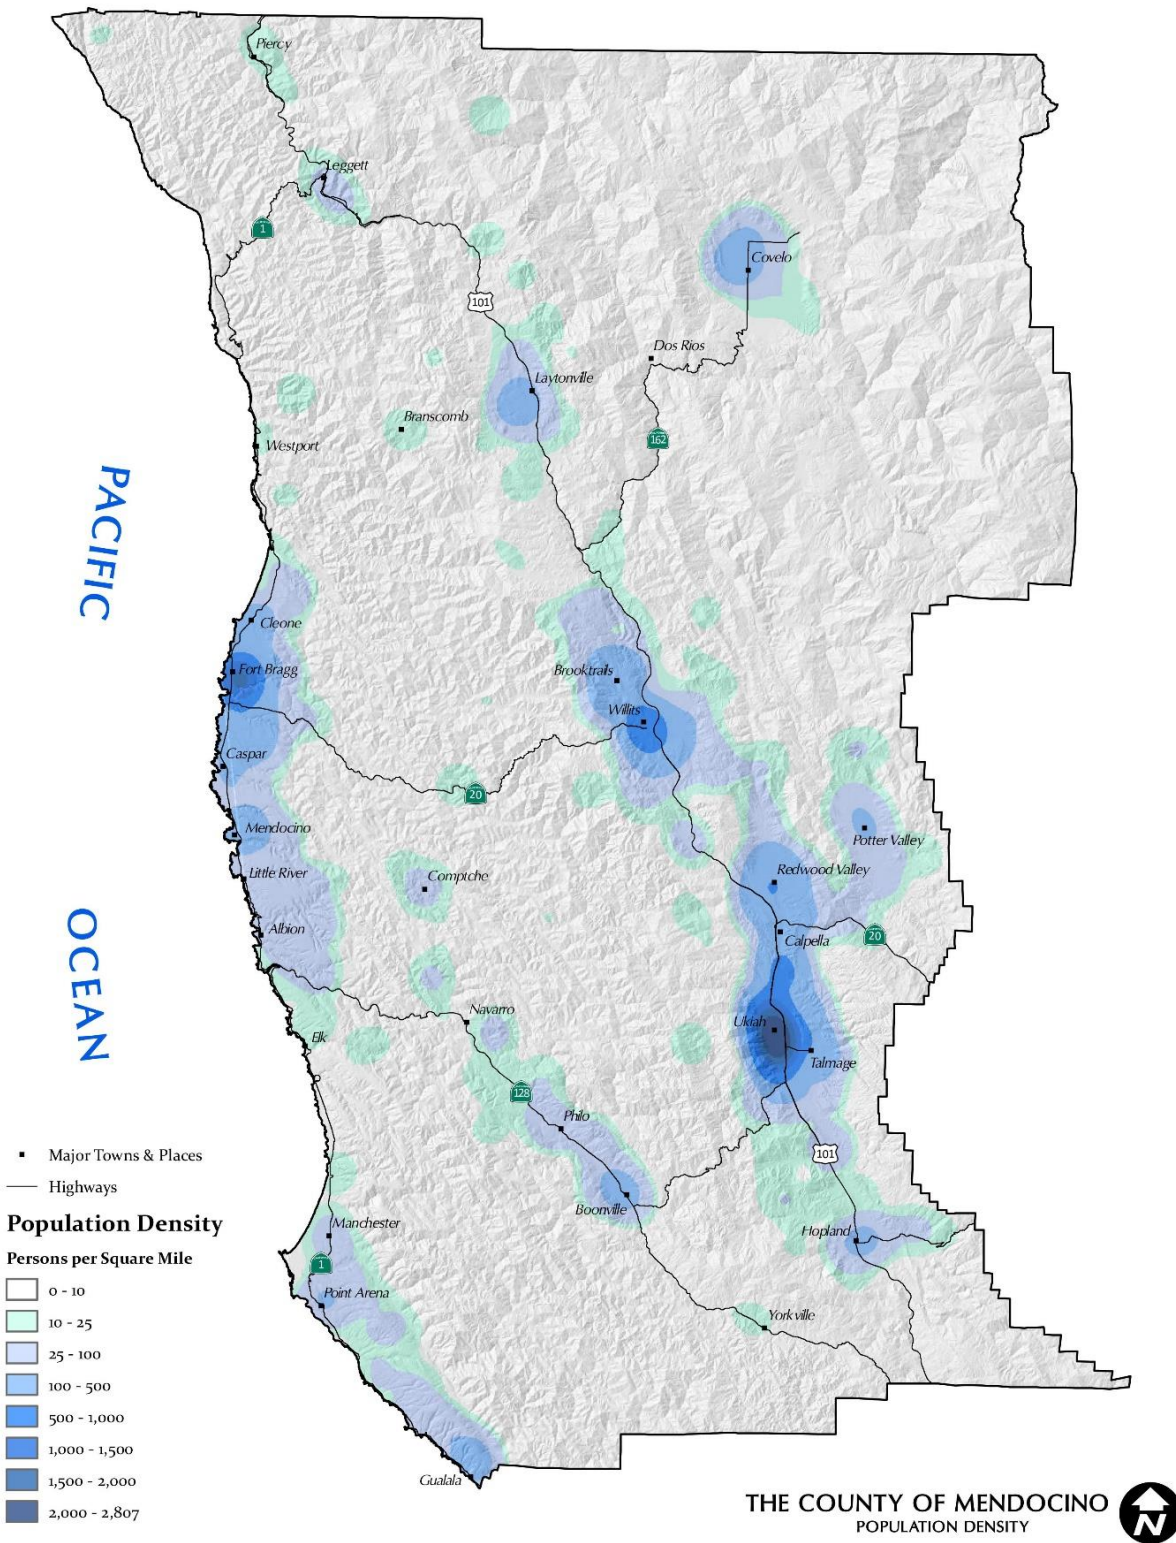 Piercy
Leggett
1
Covelo
101
Dos Rios
Laytonville
Branscomb
162
Westport
PACIFIC
Cleone
Fort Bragg
Brooktrails
Willits
Caspar
20
Mendocino
Potter Valley
Little River
Comptche
Redwood Valley
Albion
Calpella
20
OCEAN
Navarro
Ukiah
Elk
Talmage
128
Philo
101
Boonville
Hopland
Manchester
1
Point Arena
Yorkville
Gualala
Major Towns & Places
Highways
Population Density
Persons per Square Mile
0 - 10
10 - 25
25 - 100
100 - 500
500 - 1,000
1,000 - 1,500
1,500 - 2,000
2,000 - 2,807
THE COUNTY OF MENDOCINO
POPULATION DENSITY
N